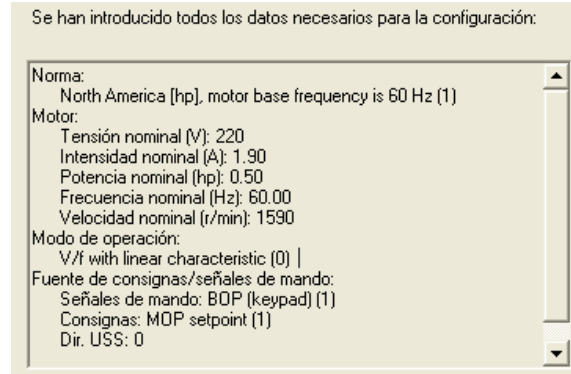 Se han introducido todos los datos necesarios para la configuración:
Norma:
North America [hp], motor base frequency is 60 Hz (1)
Motor:
Tensión nominal (V): 220
Intensidad nominal (A): 1.90
Potencia nominal (hp): 0.50
Frecuencia nominal (Hz): 60.00
Velocidad nominal (r/min): 1590
Modo de operación:
V/f with linear characteristic (0)
Fuente de consignas/señales de mando:
Señales de mando: BOP (keypad) (1)
Consignas: MOP setpoint (1)
Dir. USS: 0